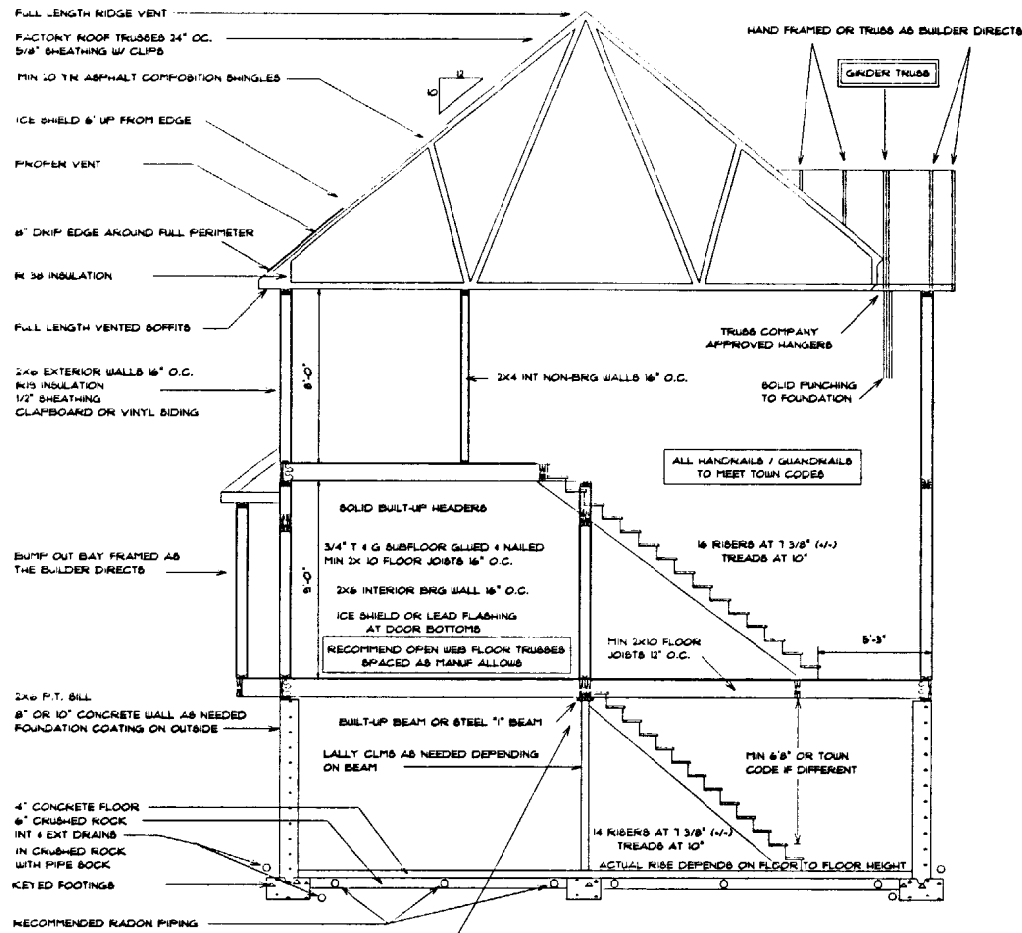 FULL LENGTH RIDGE VENT
FACTORY ROOF TRUSSES 24" OC.
5/8" SHEATHING W/ CLIPS
MIN 20 YR ASPHALT COMPOSITION SHINGLES
ICE SHIELD 6' UP FROM EDGE
PROPER VENT
8" DRIP EDGE AROUND FULL PERIMETER
R 38 INSULATION
FULL LENGTH VENTED SOFFITS
2X6 EXTERIOR WALLS 16" O.C.
R19 INSULATION
1/2" SHEATHING
CLAPBOARD OR VINYL SIDING
BUMP OUT BAY FRAMED AS
THE BUILDER DIRECTS
2X6 P.T. SILL
8" OR 10" CONCRETE WALL AS NEEDED
FOUNDATION COATING ON OUTSIDE
4" CONCRETE FLOOR
6" CRUSHED ROCK
INT & EXT DRAINS
IN CRUSHED ROCK
WITH PIPE SOCK
KEYED FOOTINGS
RECOMMENDED RADON PIPING
12
10
HAND FRAMED OR TRUSS AS BUILDER DIRECTS
GIRDER TRUSS
TRUSS COMPANY
APPROVED HANGERS
SOLID PUNCHING
TO FOUNDATION
2X4 INT NON-BRG WALLS 16" O.C.
ALL HANDRAILS / GUARDRAILS
TO MEET TOWN CODES
SOLID BUILT-UP HEADERS
3/4" T & G SUBFLOOR GLUED & NAILED
MIN 2X 10 FLOOR JOISTS 16" O.C.
2X6 INTERIOR BRG WALL 16" O.C.
ICE SHIELD OR LEAD FLASHING
AT DOOR BOTTOMS
RECOMMEND OPEN WEB FLOOR TRUSSES
SPACED AS MANUF ALLOWS
16 RISERS AT 7 3/8" (+/-)
TREADS AT 10"
MIN 2X10 FLOOR
JOISTS 12" O.C.
BUILT-UP BEAM OR STEEL "I" BEAM
LALLY CLMS AS NEEDED DEPENDING
ON BEAM
MIN 6'8" OR TOWN
CODE IF DIFFERENT
14 RISERS AT 7 3/8" (+/-)
TREADS AT 10"
ACTUAL RISE DEPENDS ON FLOOR TO FLOOR HEIGHT